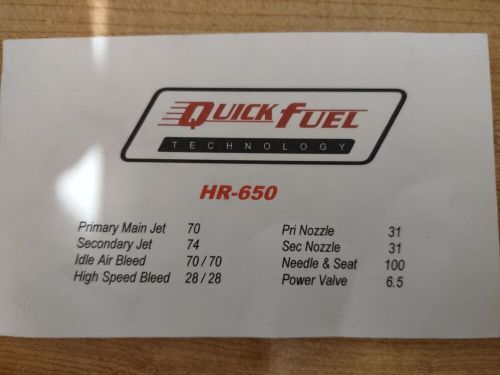 QUICK FUEL
TECHNOLOGY
HR-650
Primary Main Jet 70
Secondary Jet 74
Idle Air Bleed 70 / 70
High Speed Bleed 28 / 28
Pri Nozzle 31
Sec Nozzle 31
Needle & Seat 100
Power Valve 6.5